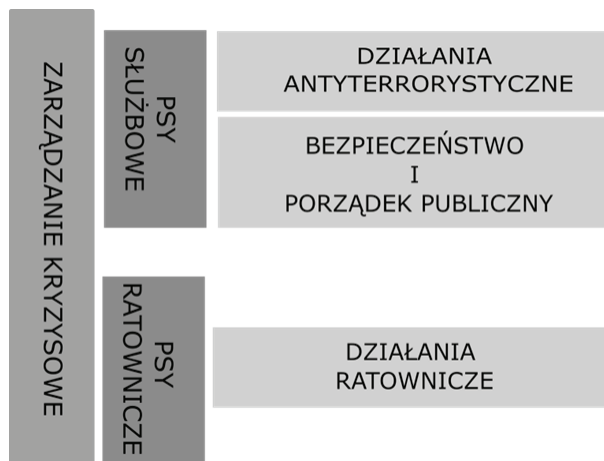 ZARZĄDZANIE KRYZYSOWE
PSY
SŁUŻBOWE
DZIAŁANIA
ANTYTERRORYSTYCZNE
BEZPIECZEŃSTWO
I
PORZĄDEK PUBLICZNY
PSY
RATOWNICZE
DZIAŁANIA
RATOWNICZE